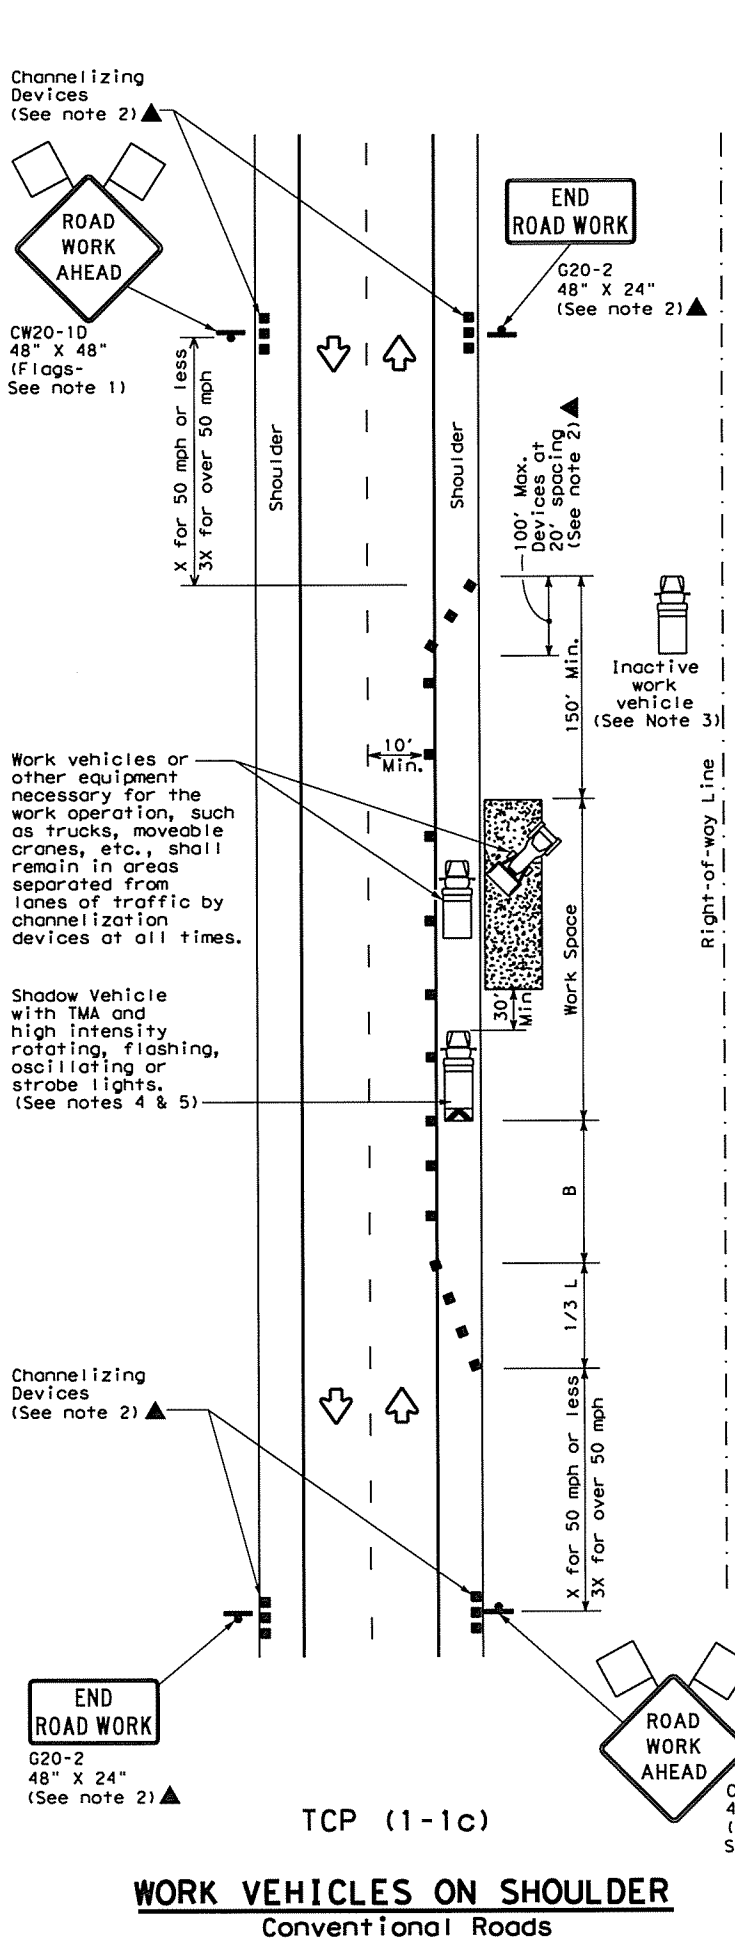 Channelizing
Devices
(See note 2)
ROAD
WORK
AHEAD
CW20-1D
48" X 48"
(Flags-
See note 1)
END
ROAD WORK
G20-2
48" X 24"
(See note 2)
X for 50 mph or less
3X for over 50 mph
Shoulder
Shoulder
100' Max.
Devices at
20' spacing
(See note 2)
150' Min.
Inactive
work
vehicle
(See Note 3)
10'
Min.
Work vehicles or
other equipment
necessary for the
work operation, such
as trucks, moveable
cranes, etc., shall
remain in areas
separated from
lanes of traffic by
channelization
devices at all times.
Right-of-way Line
Work Space
30'
Min
Shadow Vehicle
with TMA and
high intensity
rotating, flashing,
oscillating or
strobe lights.
(See notes 4 & 5)
B
1/3 L
Channelizing
Devices
(See note 2)
X for 50 mph or less
3X for over 50 mph
END
ROAD WORK
G20-2
48" X 24"
(See note 2)
ROAD
WORK
AHEAD
C
4
(
S
TCP (1-1c)
WORK VEHICLES ON SHOULDER
Conventional Roads